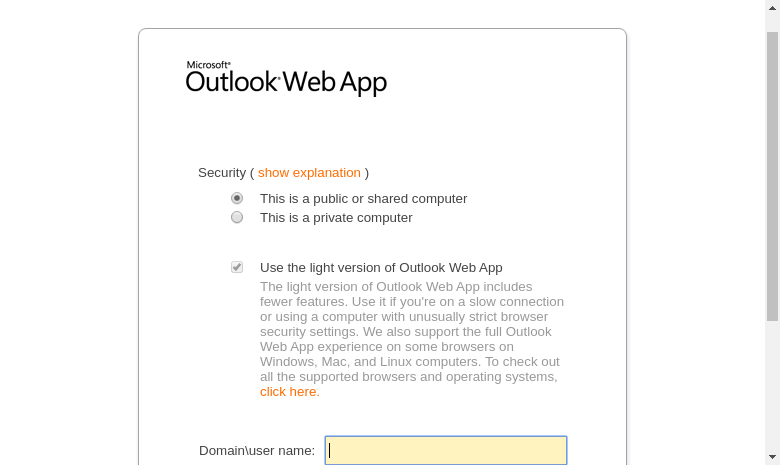 Microsoft®
Outlook® Web App
Security ( show explanation )
This is a public or shared computer
This is a private computer
Use the light version of Outlook Web App
The light version of Outlook Web App includes
fewer features. Use it if you're on a slow connection
or using a computer with unusually strict browser
security settings. We also support the full Outlook
Web App experience on some browsers on
Windows, Mac, and Linux computers. To check out
all the supported browsers and operating systems,
click here.
Domain\user name: